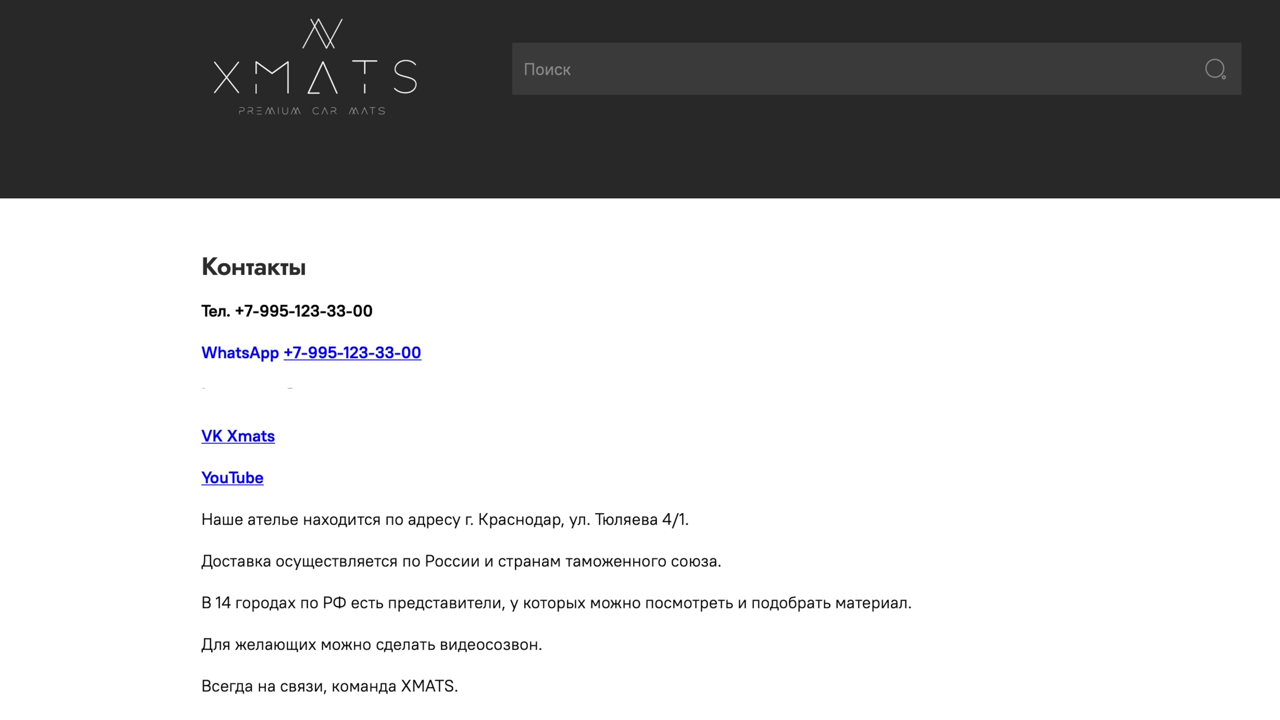 XMATS
PREMIUM CAR MATS
Поиск
Контакты
Тел. +7-995-123-33-00
WhatsApp +7-995-123-33-00
VK Xmats
YouTube
Наше ателье находится по адресу г. Краснодар, ул. Тюляева 4/1.
Доставка осуществляется по России и странам таможенного союза.
В 14 городах по РФ есть представители, у которых можно посмотреть и подобрать материал.
Для желающих можно сделать видеосозвон.
Всегда на связи, команда XMATS.